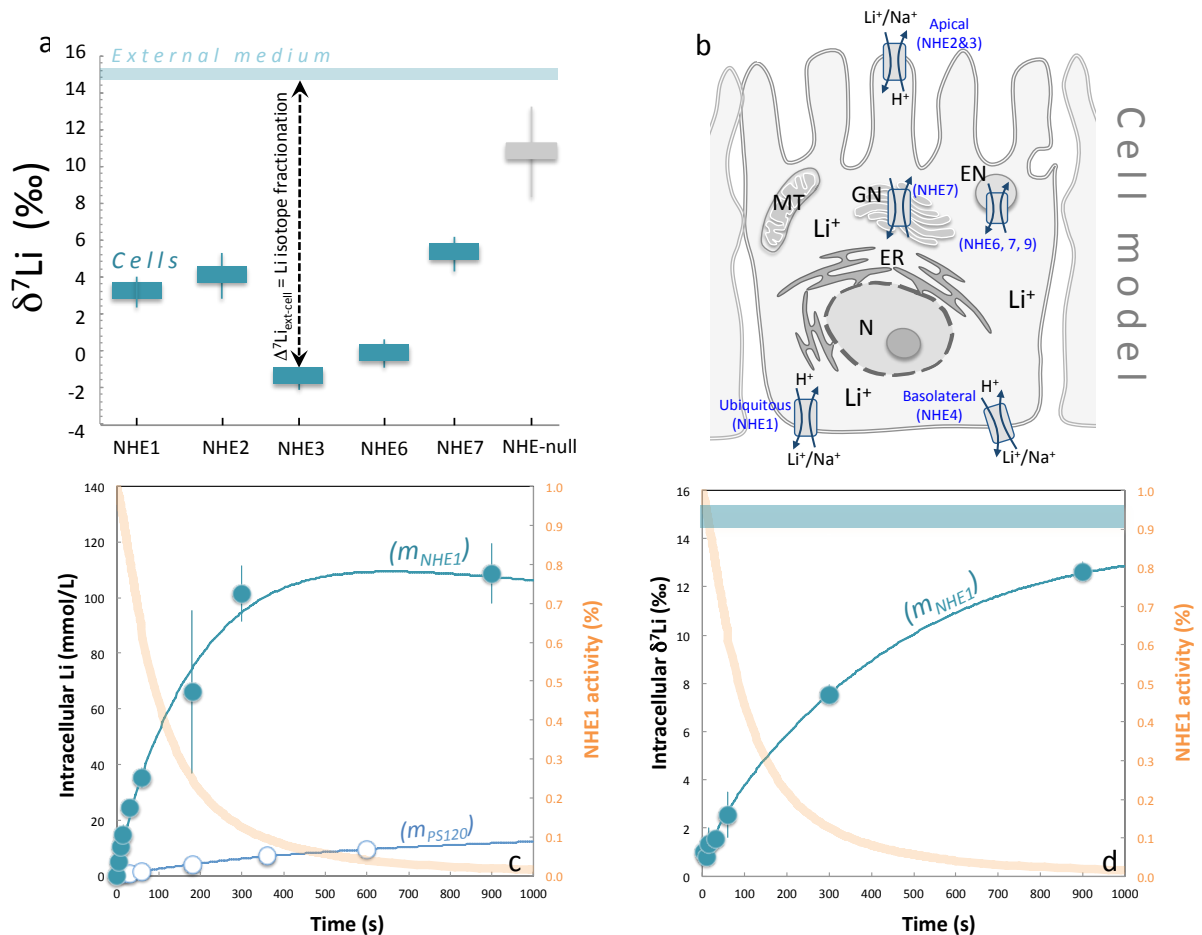 a
External medium
16
14
12
10
8
6
4
2
0
-2
-4
δ⁷Li (‰)
Cells
Δ⁷Liext-cell = Li isotope fractionation
NHE1 NHE2 NHE3 NHE6 NHE7 NHE-null
b
Li⁺/Na⁺
Apical
(NHE2&3)
H⁺
MT
GN
(NHE7)
EN
(NHE6, 7, 9)
Li⁺
ER
Li⁺
N
H⁺
Li⁺
Ubiquitous
(NHE1)
Basolateral
(NHE4)
H⁺
Li⁺/Na⁺
Li⁺/Na⁺
Cell model
140
120
100
80
60
40
20
0
Intracellular Li (mmol/L)
(mNHE1)
(mPS120)
c
1.0
0.9
0.8
0.7
0.6
0.5
0.4
0.3
0.2
0.1
0.0
NHE1 activity (%)
0 100 200 300 400 500 600 700 800 900 1000
Time (s)
16
14
12
10
8
6
4
2
0
Intracellular δ⁷Li (‰)
(mNHE1)
d
1.0
0.9
0.8
0.7
0.6
0.5
0.4
0.3
0.2
0.1
0.0
NHE1 activity (%)
0 100 200 300 400 500 600 700 800 900 1000
Time (s)